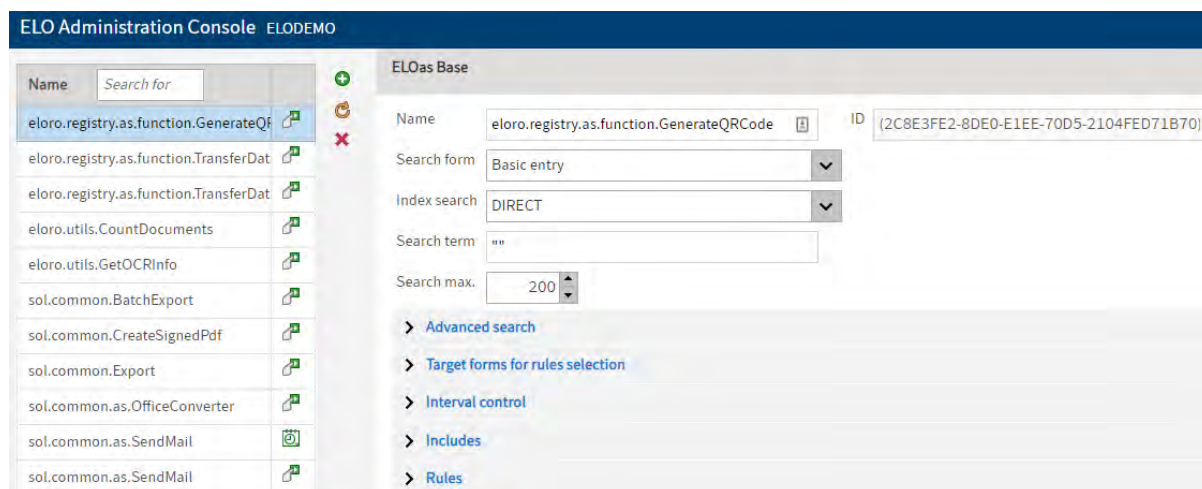 ELO Administration Console ELODEMO
Name Search for
eloro.registry.as.function.GenerateQR
eloro.registry.as.function.TransferDat
eloro.registry.as.function.TransferDat
eloro.utils.CountDocuments
eloro.utils.GetOCRInfo
sol.common.BatchExport
sol.common.CreateSignedPdf
sol.common.Export
sol.common.as.OfficeConverter
sol.common.as.SendMail
sol.common.as.SendMail
ELOas Base
Name eloro.registry.as.function.GenerateQRCode ID (2C8E3FE2-8DE0-E1EE-70D5-2104FED71B70)
Search form Basic entry
Index search DIRECT
Search term ""
Search max. 200
Advanced search
Target forms for rules selection
Interval control
Includes
Rules